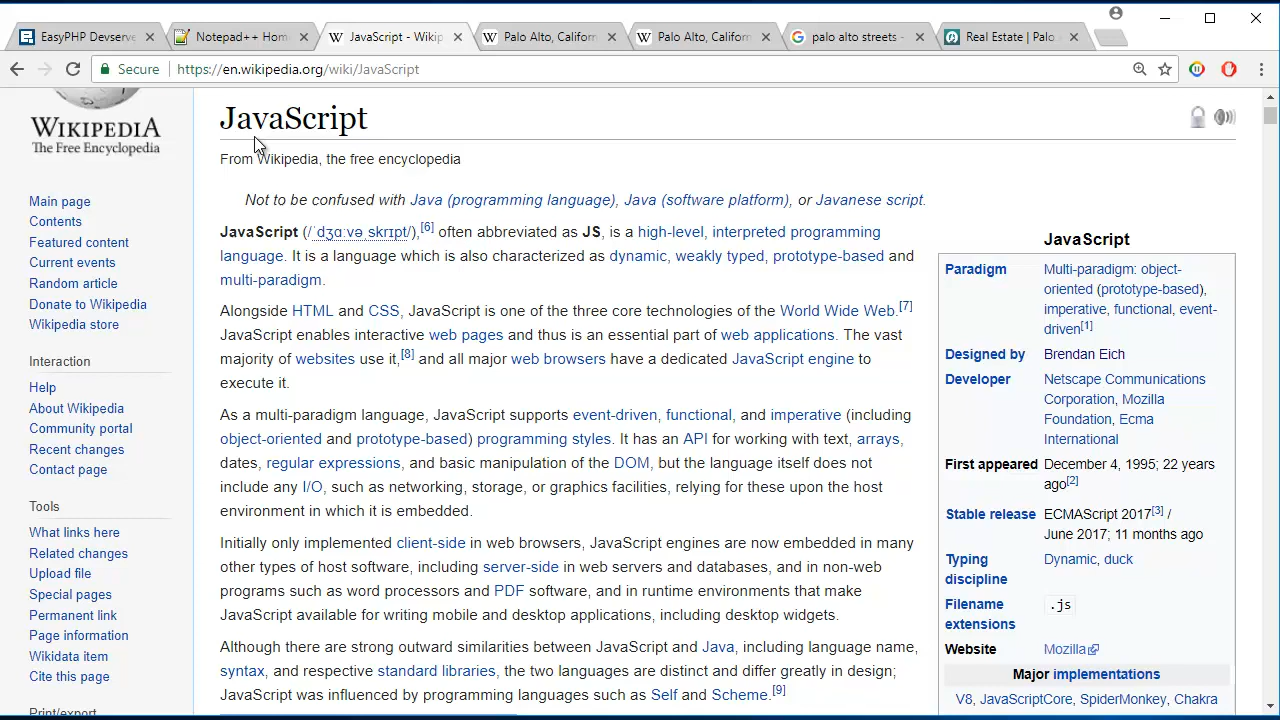 EasyPHP Devserve
Notepad++ Hom
JavaScript - Wikip
Palo Alto, Californ
Palo Alto, Californ
palo alto streets -
Real Estate | Palo
Secure
https://en.wikipedia.org/wiki/JavaScript
WIKIPEDIA
The Free Encyclopedia
Main page
Contents
Featured content
Current events
Random article
Donate to Wikipedia
Wikipedia store
Interaction
Help
About Wikipedia
Community portal
Recent changes
Contact page
Tools
What links here
Related changes
Upload file
Special pages
Permanent link
Page information
Wikidata item
Cite this page
Print/export
JavaScript
From Wikipedia, the free encyclopedia
Not to be confused with Java (programming language), Java (software platform), or Javanese script.
JavaScript (/ˈdʒɑːvə skrɪpt/),[6] often abbreviated as JS, is a high-level, interpreted programming
language. It is a language which is also characterized as dynamic, weakly typed, prototype-based and
multi-paradigm.
Alongside HTML and CSS, JavaScript is one of the three core technologies of the World Wide Web.[7]
JavaScript enables interactive web pages and thus is an essential part of web applications. The vast
majority of websites use it,[8] and all major web browsers have a dedicated JavaScript engine to
execute it.
As a multi-paradigm language, JavaScript supports event-driven, functional, and imperative (including
object-oriented and prototype-based) programming styles. It has an API for working with text, arrays,
dates, regular expressions, and basic manipulation of the DOM, but the language itself does not
include any I/O, such as networking, storage, or graphics facilities, relying for these upon the host
environment in which it is embedded.
Initially only implemented client-side in web browsers, JavaScript engines are now embedded in many
other types of host software, including server-side in web servers and databases, and in non-web
programs such as word processors and PDF software, and in runtime environments that make
JavaScript available for writing mobile and desktop applications, including desktop widgets.
Although there are strong outward similarities between JavaScript and Java, including language name,
syntax, and respective standard libraries, the two languages are distinct and differ greatly in design;
JavaScript was influenced by programming languages such as Self and Scheme.[9]
JavaScript
Paradigm Multi-paradigm: object-
oriented (prototype-based),
imperative, functional, event-
driven[1]
Designed by Brendan Eich
Developer Netscape Communications
Corporation, Mozilla
Foundation, Ecma
International
First appeared December 4, 1995; 22 years
ago[2]
Stable release ECMAScript 2017[3] /
June 2017; 11 months ago
Typing Dynamic, duck
discipline
Filename .js
extensions
Website Mozilla
Major implementations
V8, JavaScriptCore, SpiderMonkey, Chakra